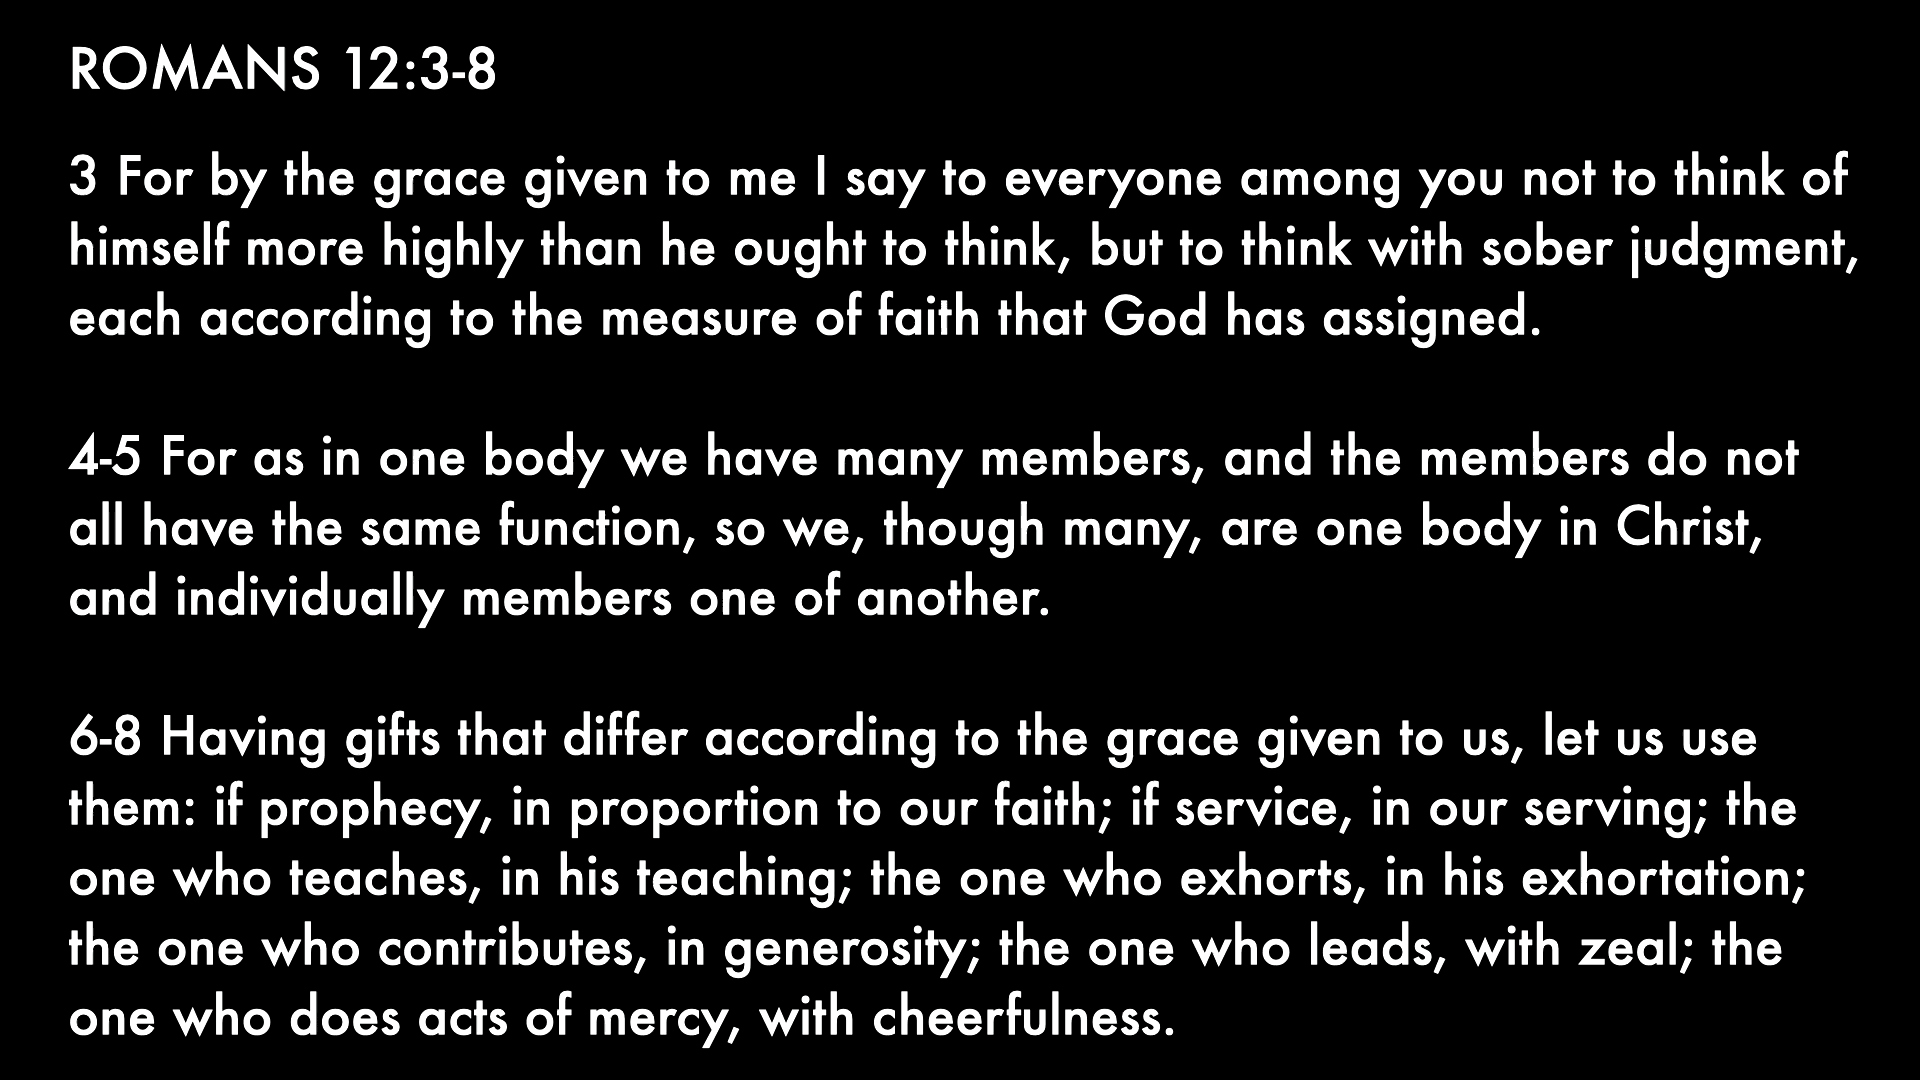 ROMANS 12:3-8
3 For by the grace given to me I say to everyone among you not to think of
himself more highly than he ought to think, but to think with sober judgment,
each according to the measure of faith that God has assigned.
4-5 For as in one body we have many members, and the members do not
all have the same function, so we, though many, are one body in Christ,
and individually members one of another.
6-8 Having gifts that differ according to the grace given to us, let us use
them: if prophecy, in proportion to our faith; if service, in our serving; the
one who teaches, in his teaching; the one who exhorts, in his exhortation;
the one who contributes, in generosity; the one who leads, with zeal; the
one who does acts of mercy, with cheerfulness.